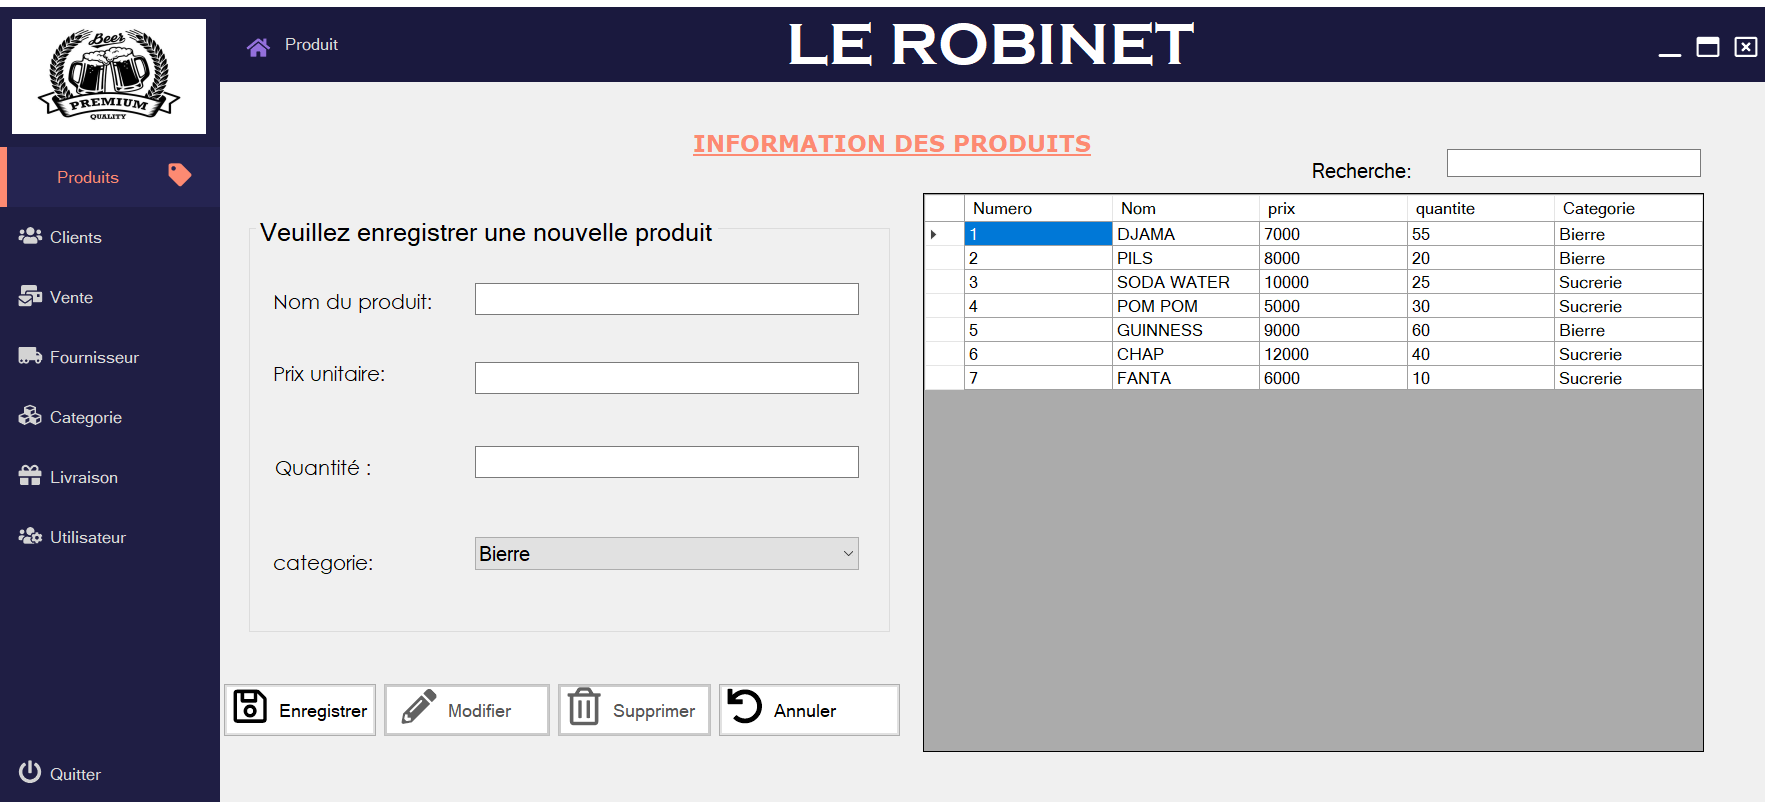 Beer
PREMIUM
QUALITY
Produit
LE ROBINET
Produits
Clients
Vente
Fournisseur
Categorie
Livraison
Utilisateur
Quitter
INFORMATION DES PRODUITS
Recherche:
Veuillez enregistrer une nouvelle produit
Nom du produit:
Prix unitaire:
Quantité :
categorie: Bierre
Enregistrer Modifier Supprimer Annuler
Numero Nom prix quantite Categorie
1 DJAMA 7000 55 Bierre
2 PILS 8000 20 Bierre
3 SODA WATER 10000 25 Sucrerie
4 POM POM 5000 30 Sucrerie
5 GUINNESS 9000 60 Bierre
6 CHAP 12000 40 Sucrerie
7 FANTA 6000 10 Sucrerie